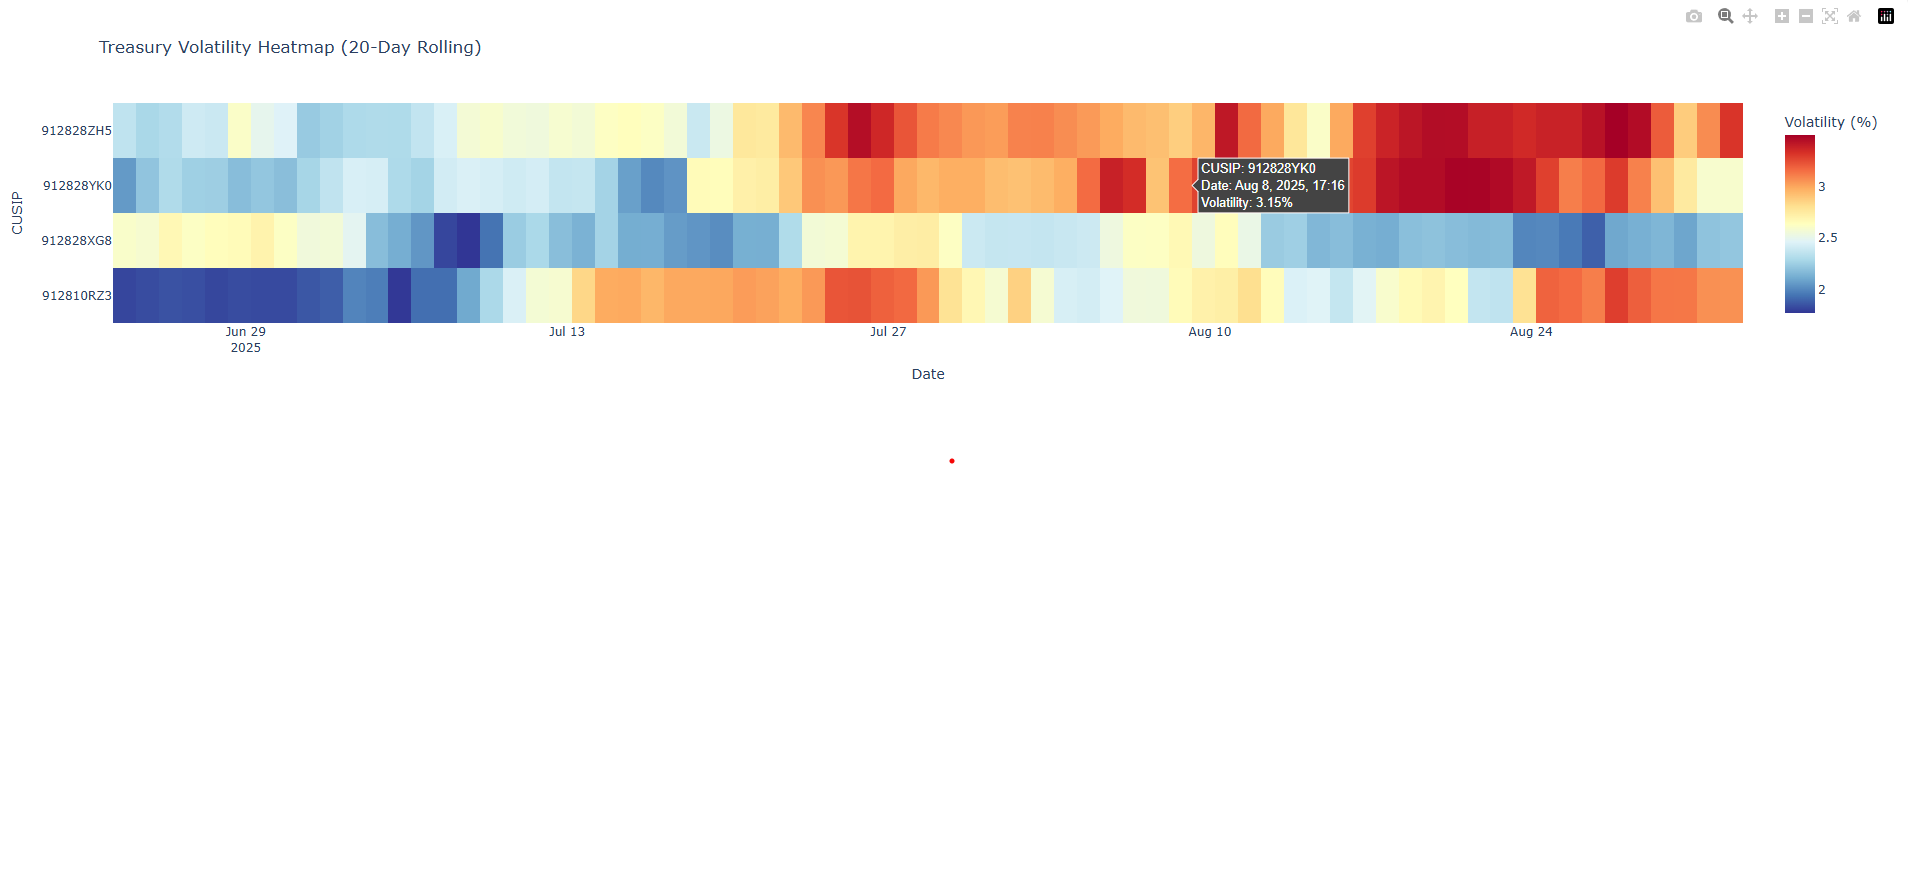 Treasury Volatility Heatmap (20-Day Rolling)
CUSIP
912828ZH5
912828YK0
912828XG8
912810RZ3
CUSIP: 912828YK0
Date: Aug 8, 2025, 17:16
Volatility: 3.15%
Jun 29
2025
Jul 13
Jul 27
Aug 10
Aug 24
Date
Volatility (%)
3
2.5
2